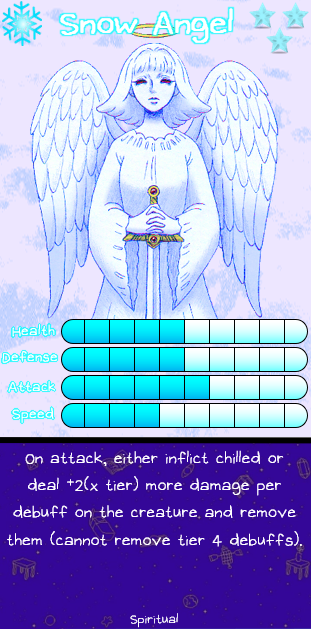 Snow Angel
Health
Defense
Attack
Speed
On attack, either inflict chilled or
deal +2(x tier) more damage per
debuff on the creature and remove
them (cannot remove tier 4 debuffs).
Spiritual